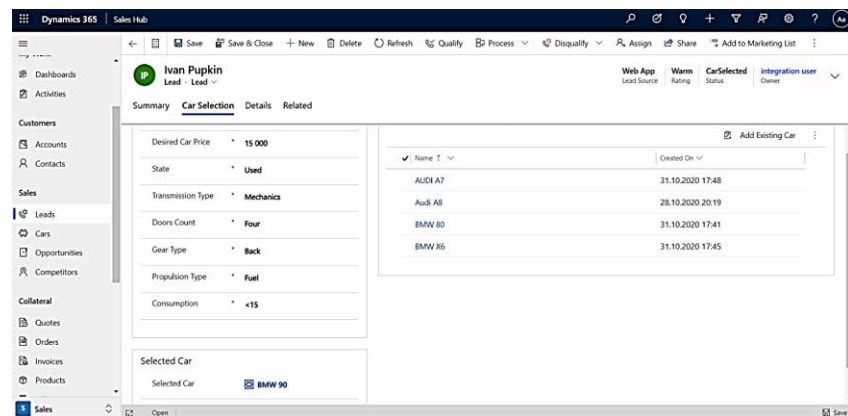 Dynamics 365 Sales Hub
Save Save & Close + New Delete Refresh Qualify Process Disqualify Assign Share Add to Marketing List
Dashboards
Activities
Customers
Accounts
Contacts
Sales
Leads
Cars
Opportunities
Competitors
Collateral
Quotes
Orders
Invoices
Products
S Sales
IP Ivan Pupkin
Lead · Lead
Web App Warm CarSelected integration user
Lead Source Rating Status Owner
Summary Car Selection Details Related
Desired Car Price * 15 000
State * Used
Transmission Type * Mechanics
Doors Count * Four
Gear Type * Back
Propulsion Type * Fuel
Consumption * <15
Selected Car
Selected Car BMW 90
Add Existing Car
Name ↑ Created On
AUDI A7 31.10.2020 17:48
Audi A8 28.10.2020 20:19
BMW 80 31.10.2020 17:41
BMW X6 31.10.2020 17:45
Open Save